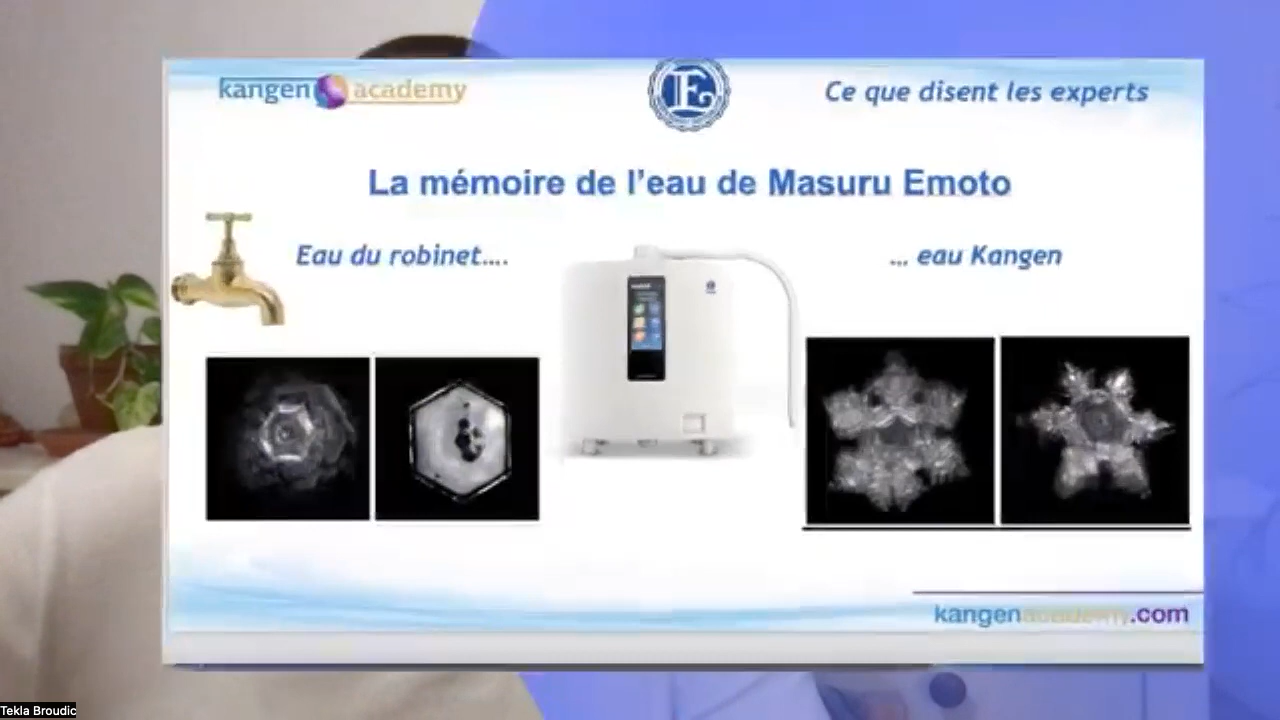 kangen academy
E
Ce que disent les experts
La mémoire de l'eau de Masuru Emoto
Eau du robinet....
... eau Kangen
kangenacademy.com
Tekla Broudic